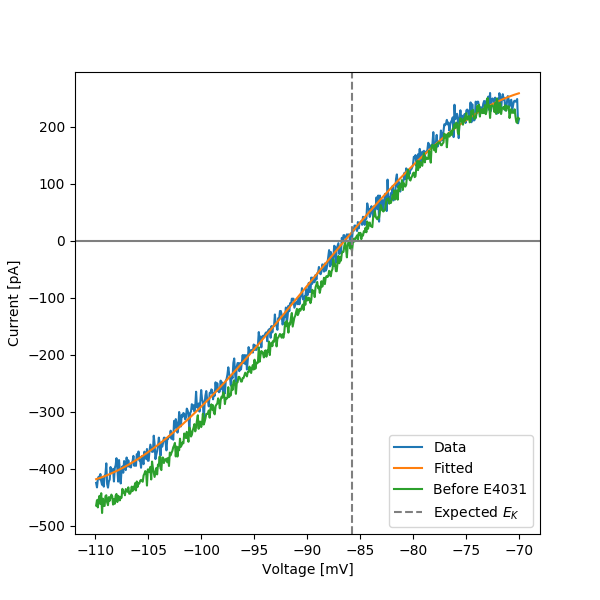 200
100
0
−100
−200
−300
−400
−500
Current [pA]
−110 −105 −100 −95 −90 −85 −80 −75 −70
Voltage [mV]
Data
Fitted
Before E4031
Expected E_K